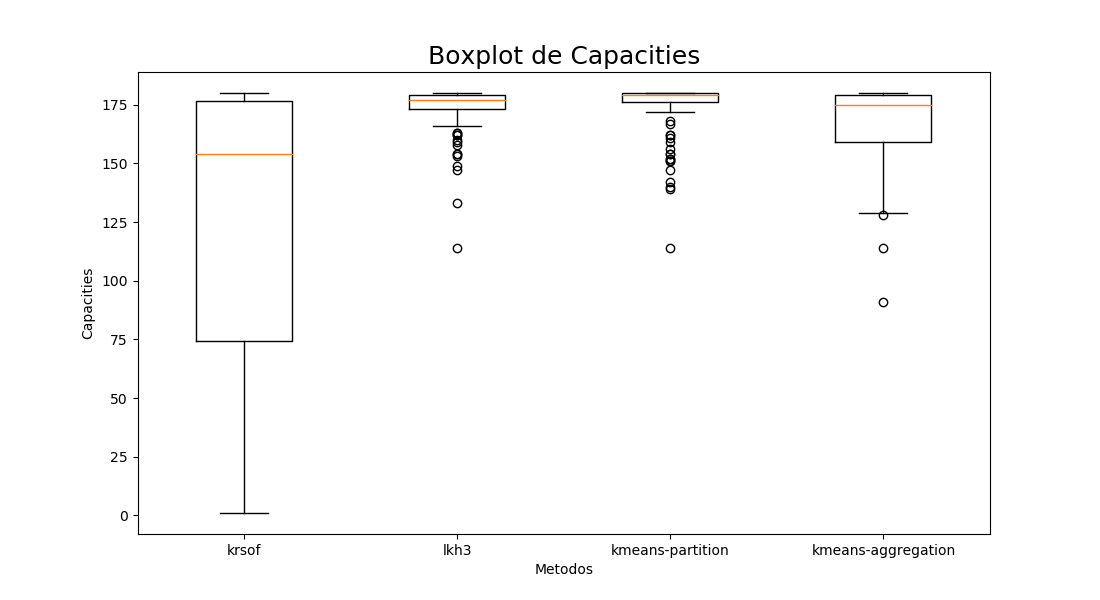 Boxplot de Capacities
175
150
125
100
75
50
25
0
Capacities
krsof
lkh3
kmeans-partition
kmeans-aggregation
Metodos